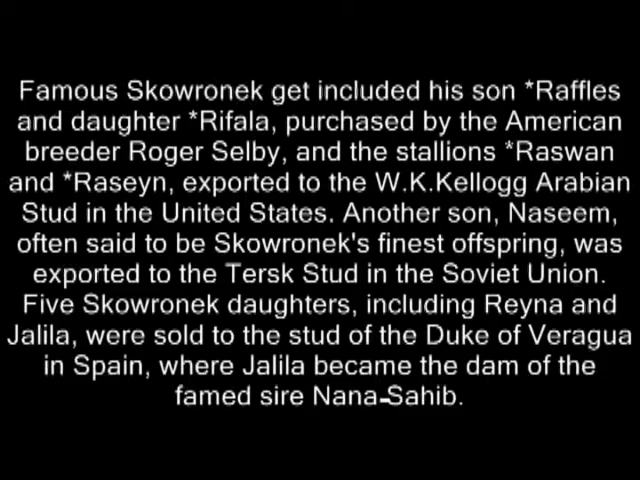 Famous Skowronek get included his son *Raffles
and daughter *Rifala, purchased by the American
breeder Roger Selby, and the stallions *Raswan
and *Raseyn, exported to the W.K.Kellogg Arabian
Stud in the United States. Another son, Naseem,
often said to be Skowronek's finest offspring, was
exported to the Tersk Stud in the Soviet Union.
Five Skowronek daughters, including Reyna and
Jalila, were sold to the stud of the Duke of Veragua
in Spain, where Jalila became the dam of the
famed sire Nana-Sahib.